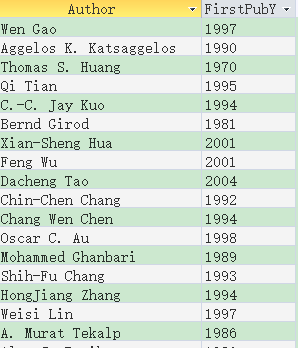 Author FirstPubY
Wen Gao 1997
Aggelos K. Katsaggelos 1990
Thomas S. Huang 1970
Qi Tian 1995
C.-C. Jay Kuo 1994
Bernd Girod 1981
Xian-Sheng Hua 2001
Feng Wu 2001
Dacheng Tao 2004
Chin-Chen Chang 1992
Chang Wen Chen 1994
Oscar C. Au 1998
Mohammed Ghanbari 1989
Shih-Fu Chang 1993
HongJiang Zhang 1994
Weisi Lin 1997
A. Murat Tekalp 1986